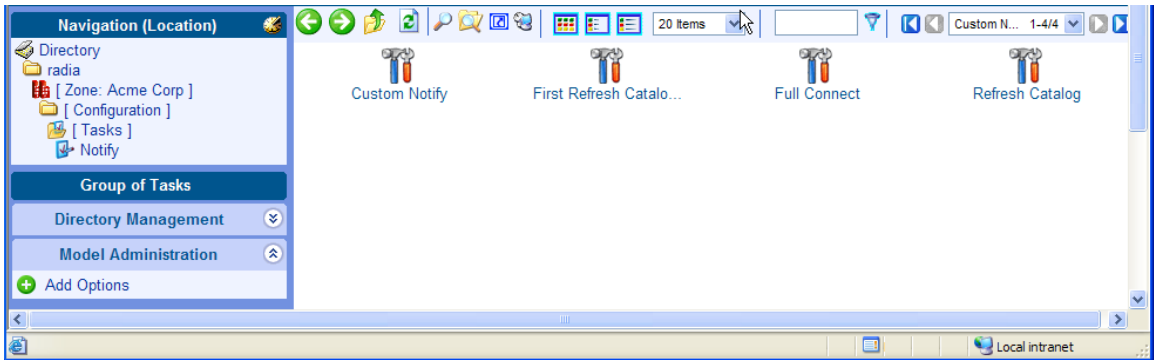 Navigation (Location)
Directory
radia
[ Zone: Acme Corp ]
[ Configuration ]
[ Tasks ]
Notify
Group of Tasks
Directory Management
Model Administration
Add Options
20 Items
Custom N... 1-4/4
Custom Notify
First Refresh Catalo...
Full Connect
Refresh Catalog
Local intranet